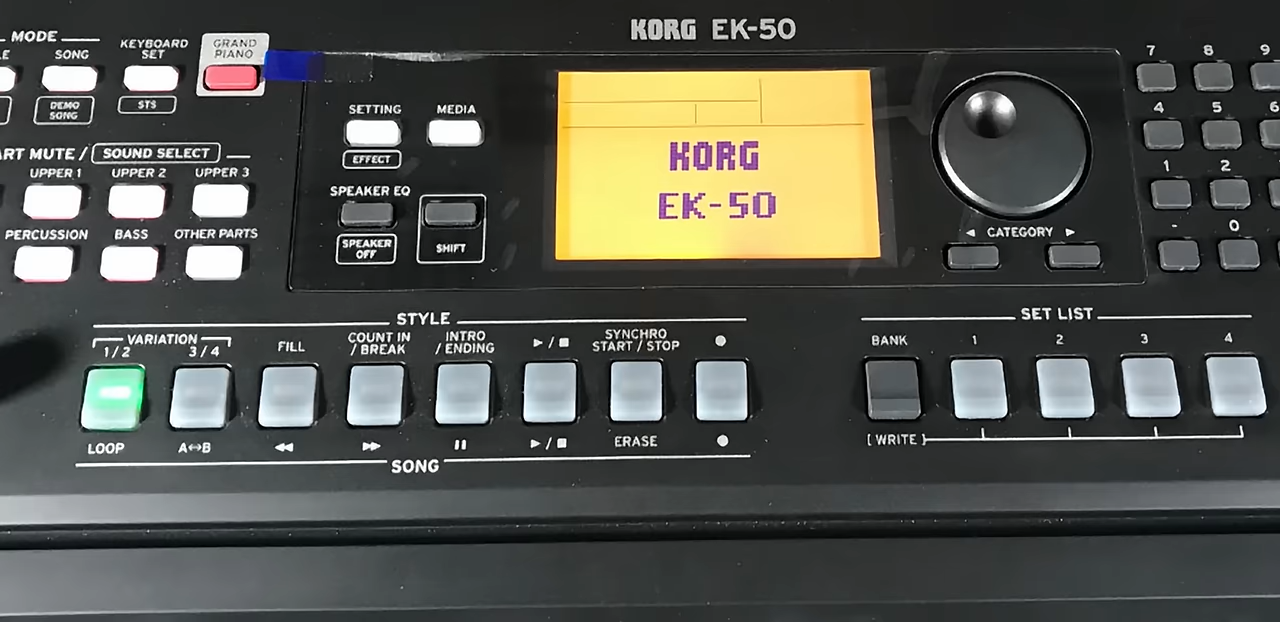 KORG EK-50
MODE
SONG
KEYBOARD
SET
GRAND
PIANO
DEMO
SONG
STS
SETTING
MEDIA
EFFECT
MUTE / SOUND SELECT
UPPER 1
UPPER 2
UPPER 3
SPEAKER EQ
SPEAKER
OFF
SHIFT
PERCUSSION
BASS
OTHER PARTS
KORG
EK-50
◄ CATEGORY ►
7 8 9
4 5 6
1 2
- 0
STYLE
VARIATION
1/2
3/4
FILL
COUNT IN
/ BREAK
INTRO
/ ENDING
►/■
SYNCHRO
START / STOP
●
LOOP
A↔B
◄◄
►►
II
►/■
ERASE
●
SONG
SET LIST
BANK
1
2
3
4
[WRITE]